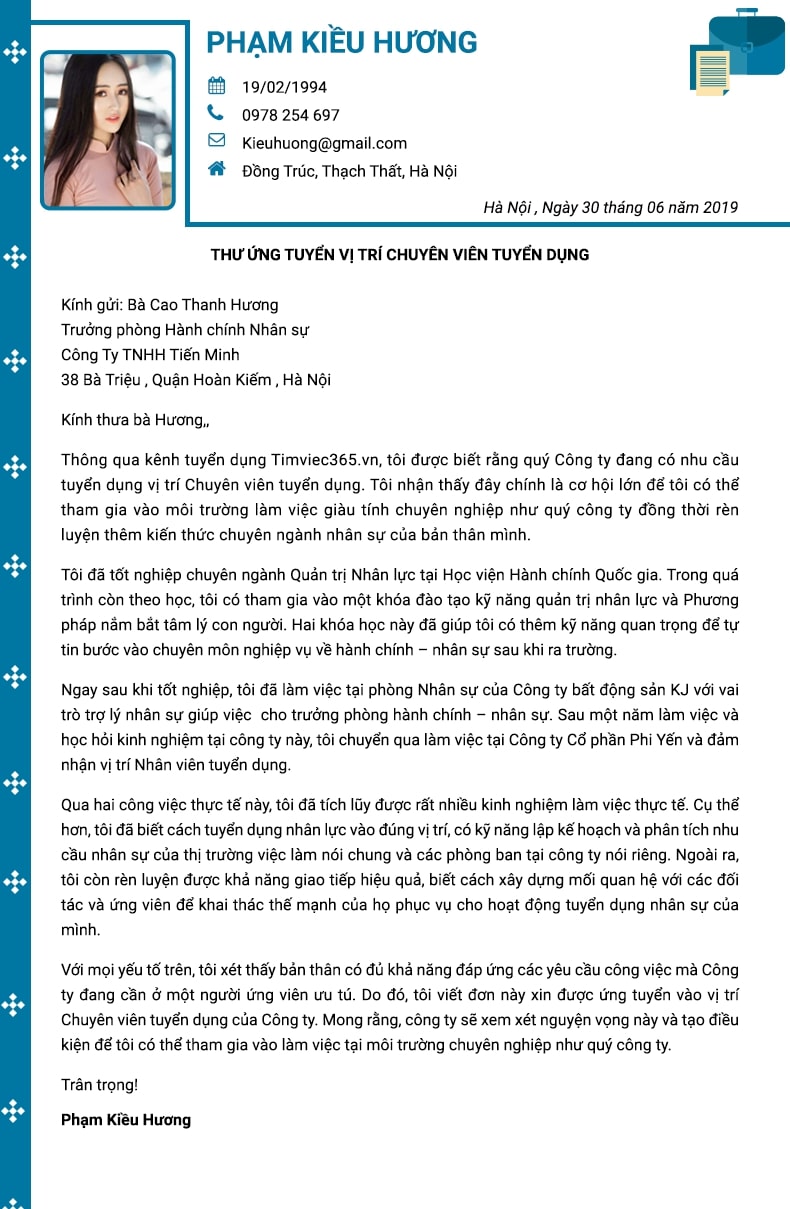 PHẠM KIỀU HƯƠNG
19/02/1994
0978 254 697
Kieuhuong@gmail.com
Đồng Trúc, Thạch Thất, Hà Nội
Hà Nội , Ngày 30 tháng 06 năm 2019
THƯ ỨNG TUYỂN VỊ TRÍ CHUYÊN VIÊN TUYỂN DỤNG
Kính gửi: Bà Cao Thanh Hương
Trưởng phòng Hành chính Nhân sự
Công Ty TNHH Tiến Minh
38 Bà Triệu , Quận Hoàn Kiếm , Hà Nội
Kính thưa bà Hương,,
Thông qua kênh tuyển dụng Timviec365.vn, tôi được biết rằng quý Công ty đang có nhu cầu
tuyển dụng vị trí Chuyên viên tuyển dụng. Tôi nhận thấy đây chính là cơ hội lớn để tôi có thể
tham gia vào môi trường làm việc giàu tính chuyên nghiệp như quý công ty đồng thời rèn
luyện thêm kiến thức chuyên ngành nhân sự của bản thân mình.
Tôi đã tốt nghiệp chuyên ngành Quản trị Nhân lực tại Học viện Hành chính Quốc gia. Trong quá
trình còn theo học, tôi có tham gia vào một khóa đào tạo kỹ năng quản trị nhân lực và Phương
pháp nắm bắt tâm lý con người. Hai khóa học này đã giúp tôi có thêm kỹ năng quan trọng để tự
tin bước vào chuyên môn nghiệp vụ về hành chính – nhân sự sau khi ra trường.
Ngay sau khi tốt nghiệp, tôi đã làm việc tại phòng Nhân sự của Công ty bất động sản KJ với vai
trò trợ lý nhân sự giúp việc  cho trưởng phòng hành chính – nhân sự. Sau một năm làm việc và
học hỏi kinh nghiệm tại công ty này, tôi chuyển qua làm việc tại Công ty Cổ phần Phi Yến và đảm
nhận vị trí Nhân viên tuyển dụng.
Qua hai công việc thực tế này, tôi đã tích lũy được rất nhiều kinh nghiệm làm việc thực tế. Cụ thể
hơn, tôi đã biết cách tuyển dụng nhân lực vào đúng vị trí, có kỹ năng lập kế hoạch và phân tích nhu
cầu nhân sự của thị trường việc làm nói chung và các phòng ban tại công ty nói riêng. Ngoài ra,
tôi còn rèn luyện được khả năng giao tiếp hiệu quả, biết cách xây dựng mối quan hệ với các đối
tác và ứng viên để khai thác thế mạnh của họ phục vụ cho hoạt động tuyển dụng nhân sự của
mình.
Với mọi yếu tố trên, tôi xét thấy bản thân có đủ khả năng đáp ứng các yêu cầu công việc mà Công
ty đang cần ở một người ứng viên ưu tú. Do đó, tôi viết đơn này xin được ứng tuyển vào vị trí
Chuyên viên tuyển dụng của Công ty. Mong rằng, công ty sẽ xem xét nguyện vọng này và tạo điều
kiện để tôi có thể tham gia vào làm việc tại môi trường chuyên nghiệp như quý công ty.
Trân trọng!
Phạm Kiều Hương